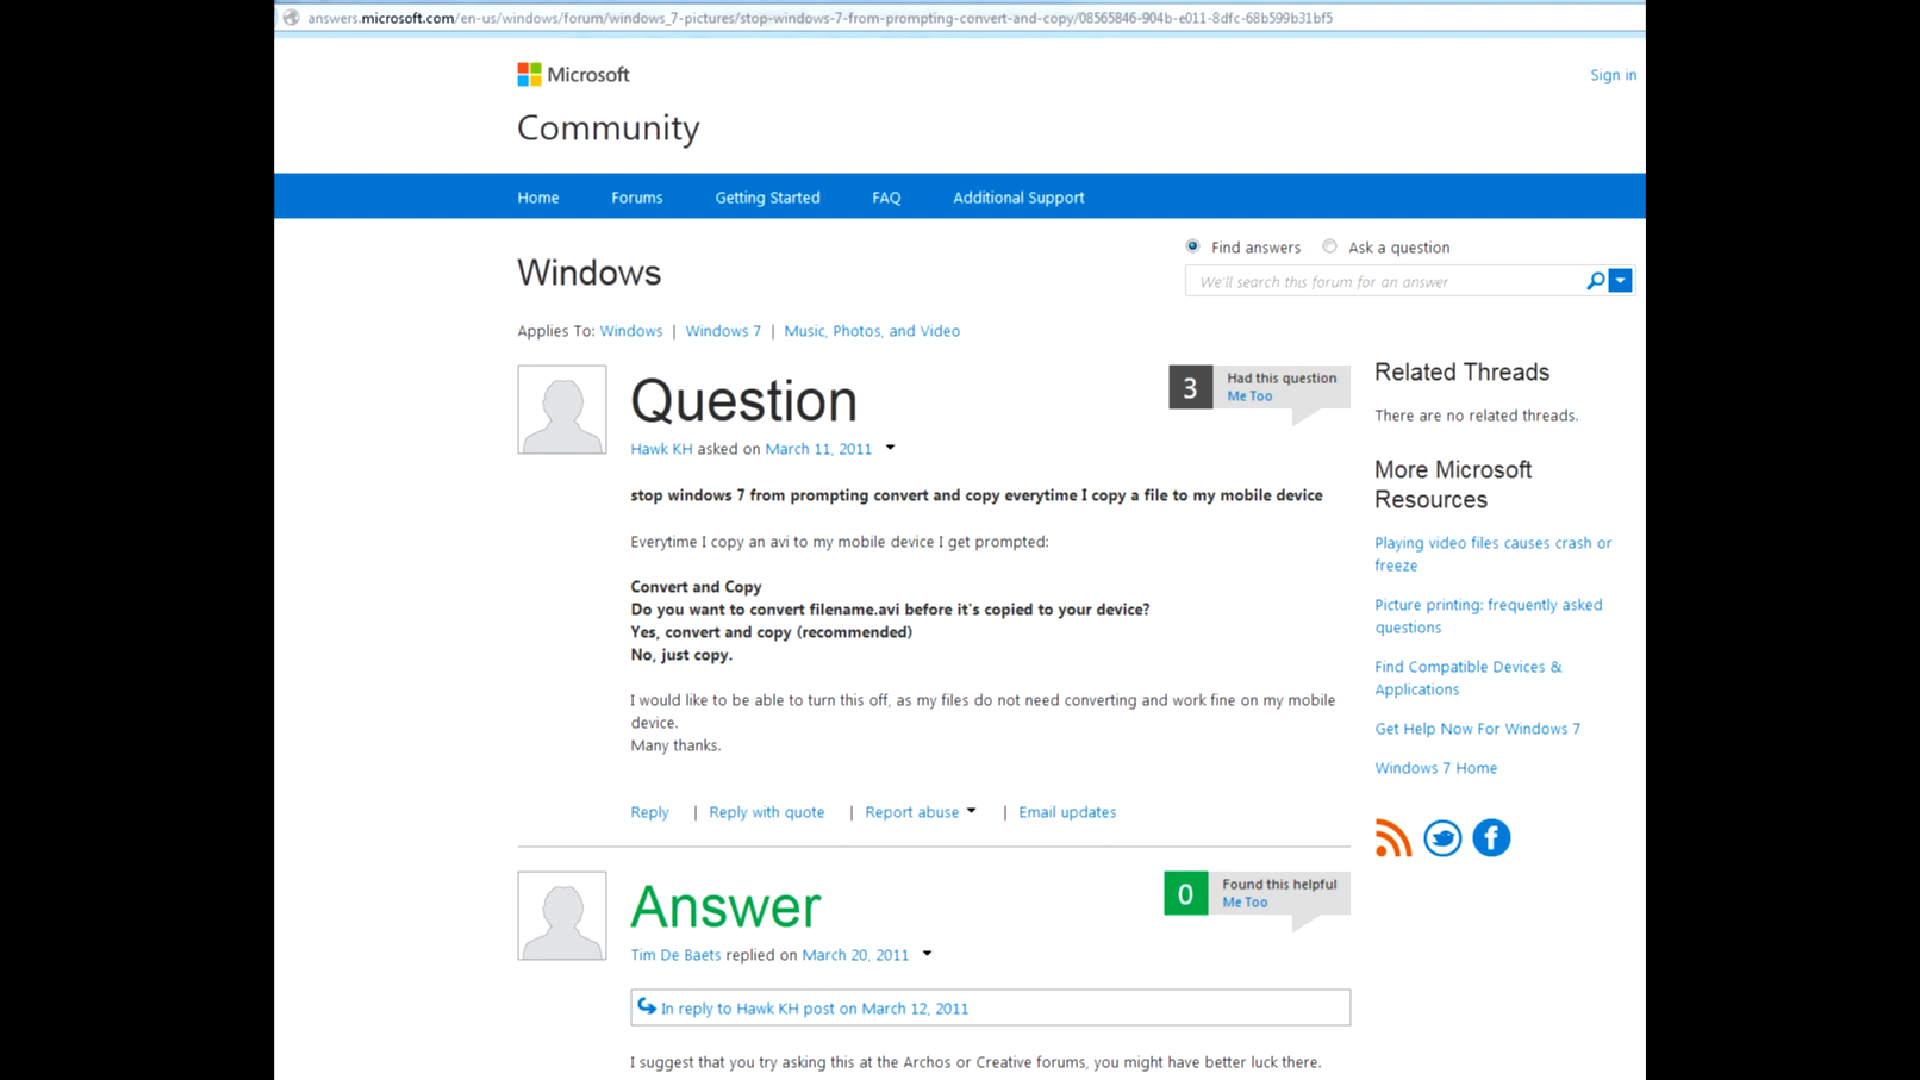 answers.microsoft.com/en-us/windows/forum/windows_7-pictures/stop-windows-7-from-prompting-convert-and-copy/08565846-904b-e011-8dfc-68b599b31bf5
Microsoft
Sign in
Community
Home Forums Getting Started FAQ Additional Support
Find answers Ask a question
Windows
We'll search this forum for an answer
Applies To: Windows | Windows 7 | Music, Photos, and Video
Question
3 Had this question
Me Too
Hawk KH asked on March 11, 2011
stop windows 7 from prompting convert and copy everytime I copy a file to my mobile device
Everytime I copy an avi to my mobile device I get prompted:
Convert and Copy
Do you want to convert filename.avi before it's copied to your device?
Yes, convert and copy (recommended)
No, just copy.
I would like to be able to turn this off, as my files do not need converting and work fine on my mobile
device.
Many thanks.
Reply | Reply with quote | Report abuse | Email updates
Answer
0 Found this helpful
Me Too
Tim De Baets replied on March 20, 2011
In reply to Hawk KH post on March 12, 2011
I suggest that you try asking this at the Archos or Creative forums, you might have better luck there.
Related Threads
There are no related threads.
More Microsoft
Resources
Playing video files causes crash or
freeze
Picture printing: frequently asked
questions
Find Compatible Devices &
Applications
Get Help Now For Windows 7
Windows 7 Home